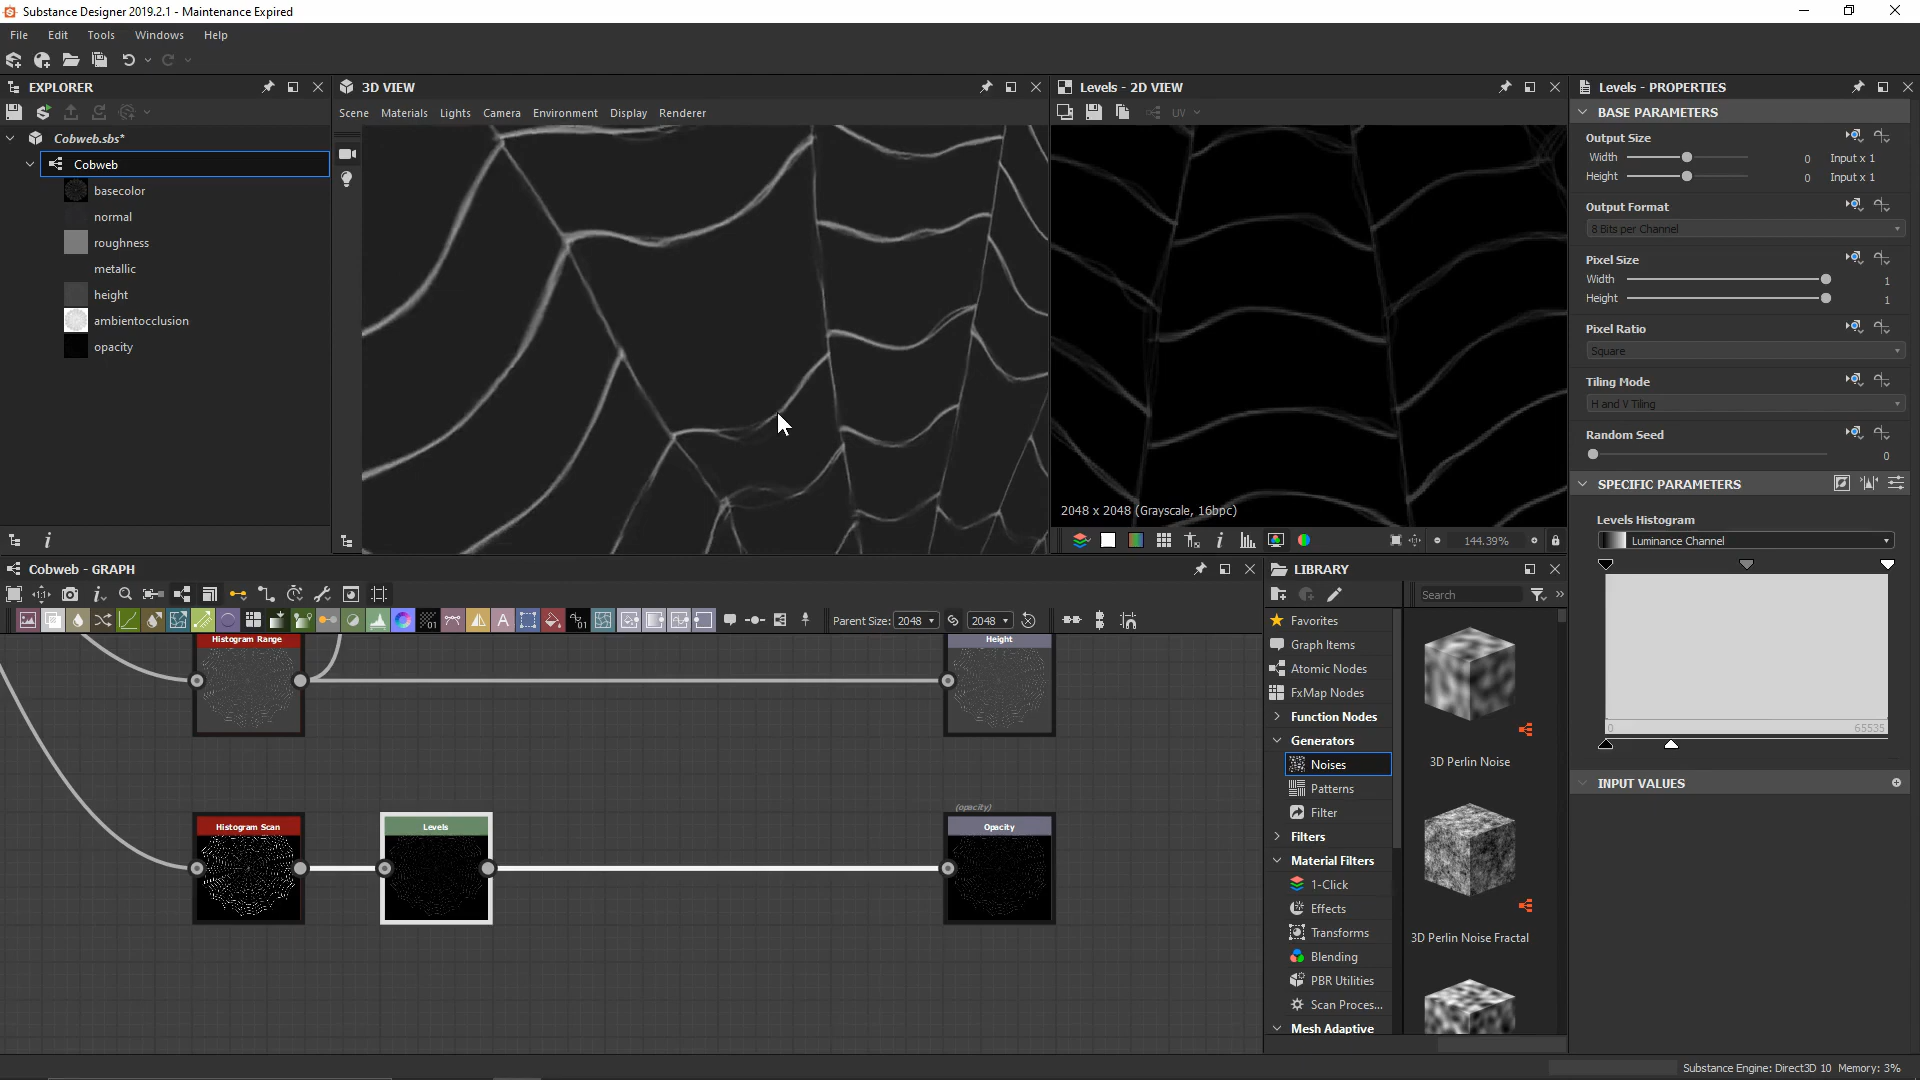 Substance Designer 2019.2.1 - Maintenance Expired
File Edit Tools Windows Help
EXPLORER
Cobweb.sbs*
Cobweb
basecolor
normal
roughness
metallic
height
ambientocclusion
opacity
3D VIEW
Scene Materials Lights Camera Environment Display Renderer
Levels - 2D VIEW
UV
2048 x 2048 (Grayscale, 16bpc)
144.39%
Levels - PROPERTIES
BASE PARAMETERS
Output Size
Width 0 Input x 1
Height 0 Input x 1
Output Format
8 Bits per Channel
Pixel Size
Width 1
Height 1
Pixel Ratio
Square
Tiling Mode
H and V Tiling
Random Seed
0
SPECIFIC PARAMETERS
Levels Histogram
Luminance Channel
0 65535
INPUT VALUES
Cobweb - GRAPH
Parent Size: 2048 2048
Histogram Range
Height
Histogram Scan
Levels
(opacity)
Opacity
LIBRARY
Search
Favorites
Graph Items
Atomic Nodes
FxMap Nodes
Function Nodes
Generators
Noises
Patterns
Filter
Filters
Material Filters
1-Click
Effects
Transforms
Blending
PBR Utilities
Scan Proces...
Mesh Adaptive
3D Perlin Noise
3D Perlin Noise Fractal
Substance Engine: Direct3D 10 Memory: 3%